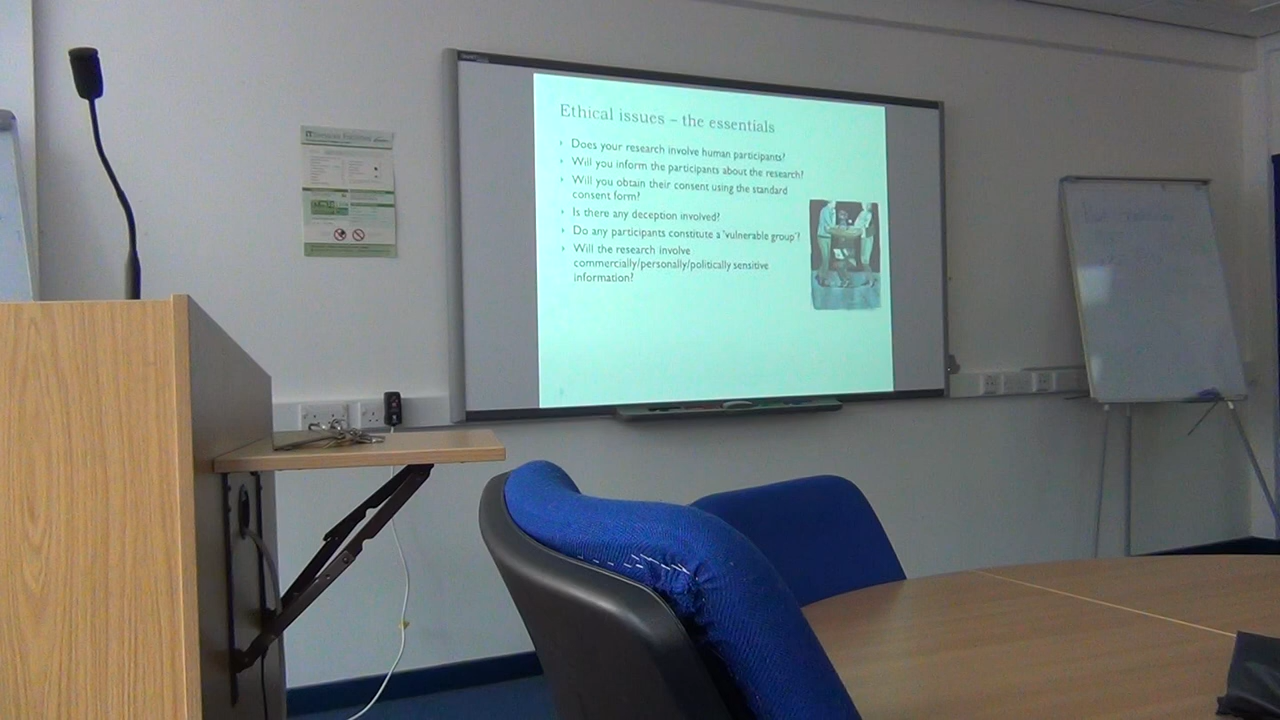 Ethical issues – the essentials
Does your research involve human participants?
Will you inform the participants about the research?
Will you obtain their consent using the standard
consent form?
Is there any deception involved?
Do any participants constitute a 'vulnerable group'?
Will the research involve
commercially/personally/politically sensitive
information?